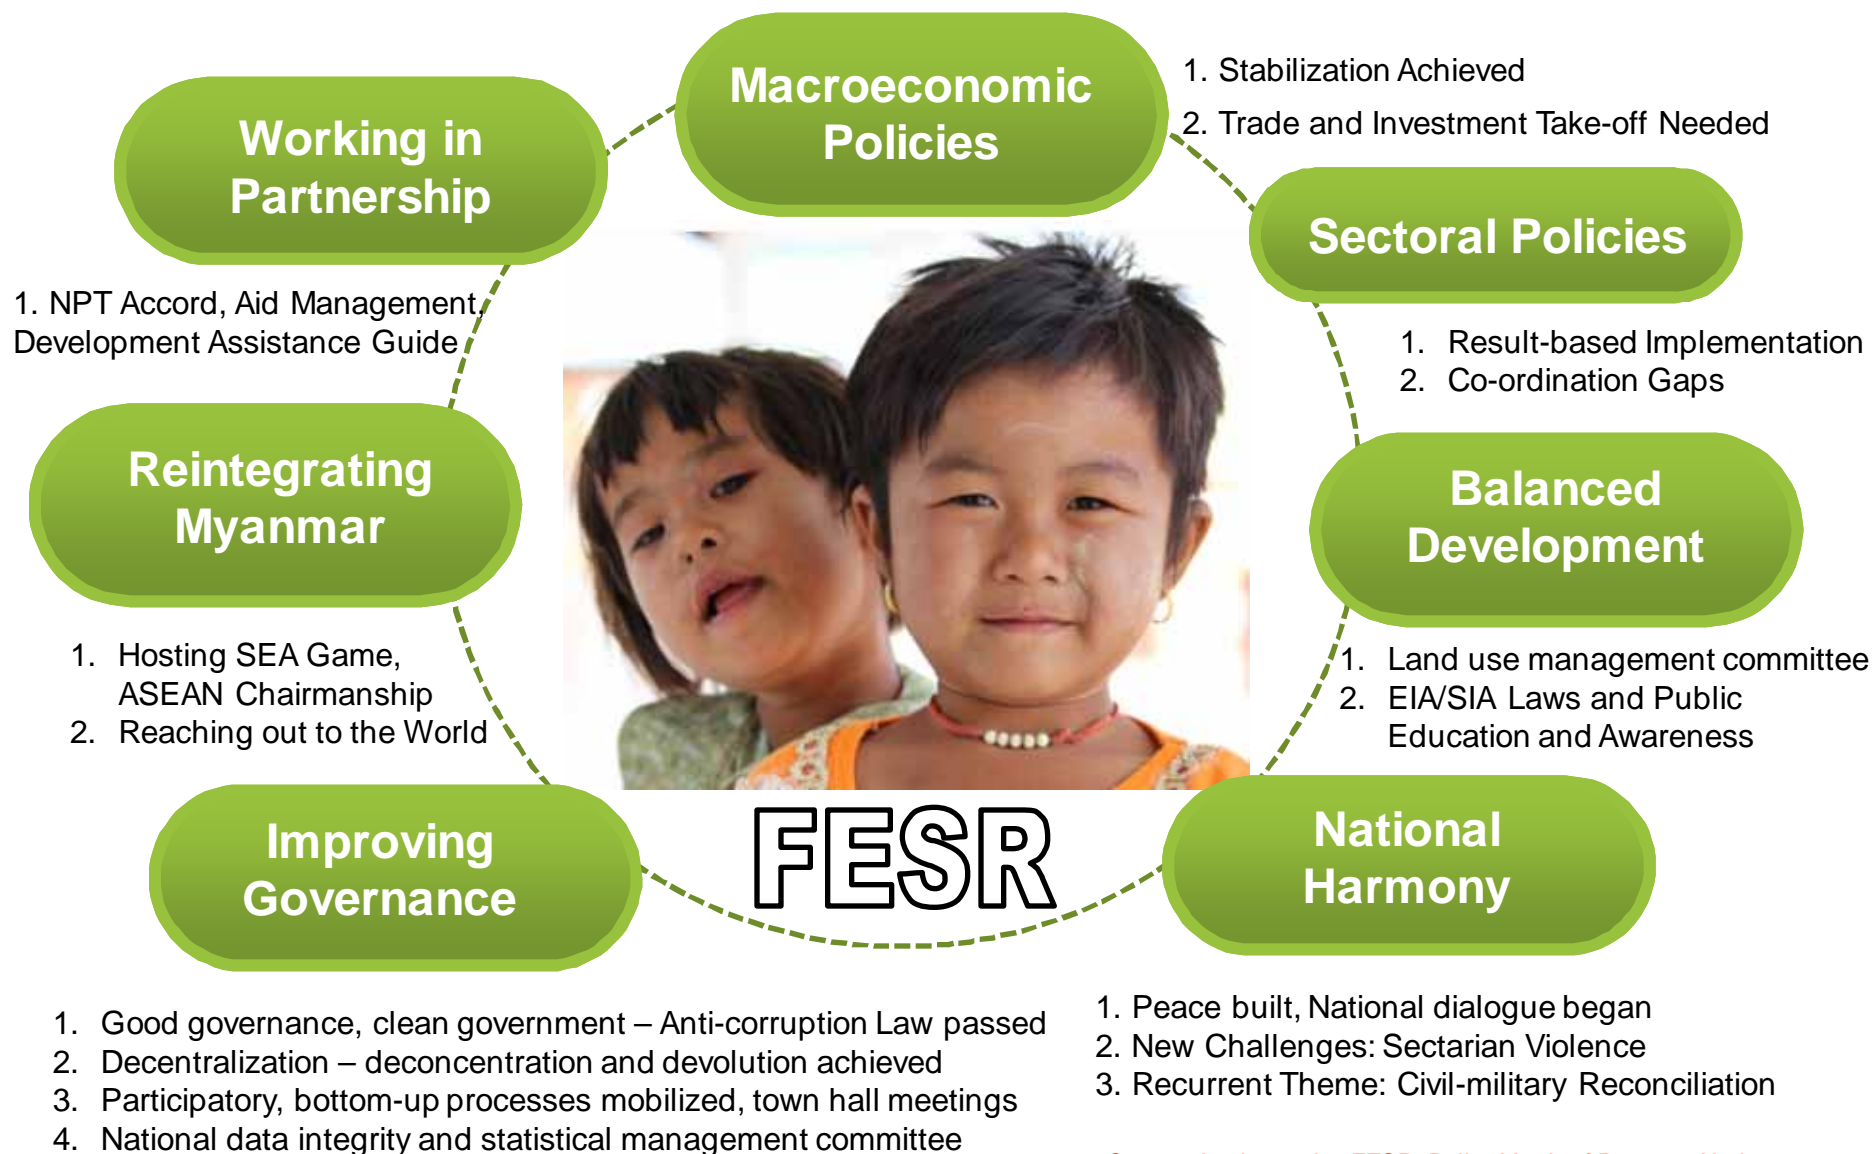 Macroeconomic
Policies
1. Stabilization Achieved
2. Trade and Investment Take-off Needed
Sectoral Policies
1. Result-based Implementation
2. Co-ordination Gaps
Balanced
Development
1. Land use management committee
2. EIA/SIA Laws and Public
Education and Awareness
National
Harmony
1. Peace built, National dialogue began
2. New Challenges: Sectarian Violence
3. Recurrent Theme: Civil-military Reconciliation
Improving
Governance
1. Good governance, clean government – Anti-corruption Law passed
2. Decentralization – deconcentration and devolution achieved
3. Participatory, bottom-up processes mobilized, town hall meetings
4. National data integrity and statistical management committee
Reintegrating
Myanmar
1. Hosting SEA Game,
ASEAN Chairmanship
2. Reaching out to the World
Working in
Partnership
1. NPT Accord, Aid Management,
Development Assistance Guide
FESR